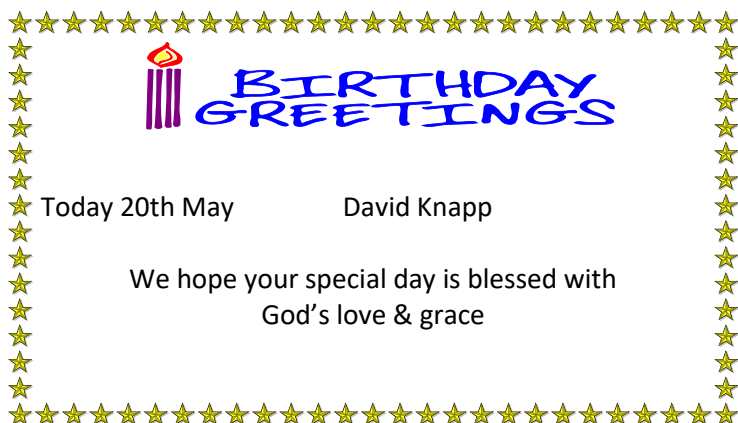 BIRTHDAY
GREETINGS
Today 20th May David Knapp
We hope your special day is blessed with
God’s love & grace